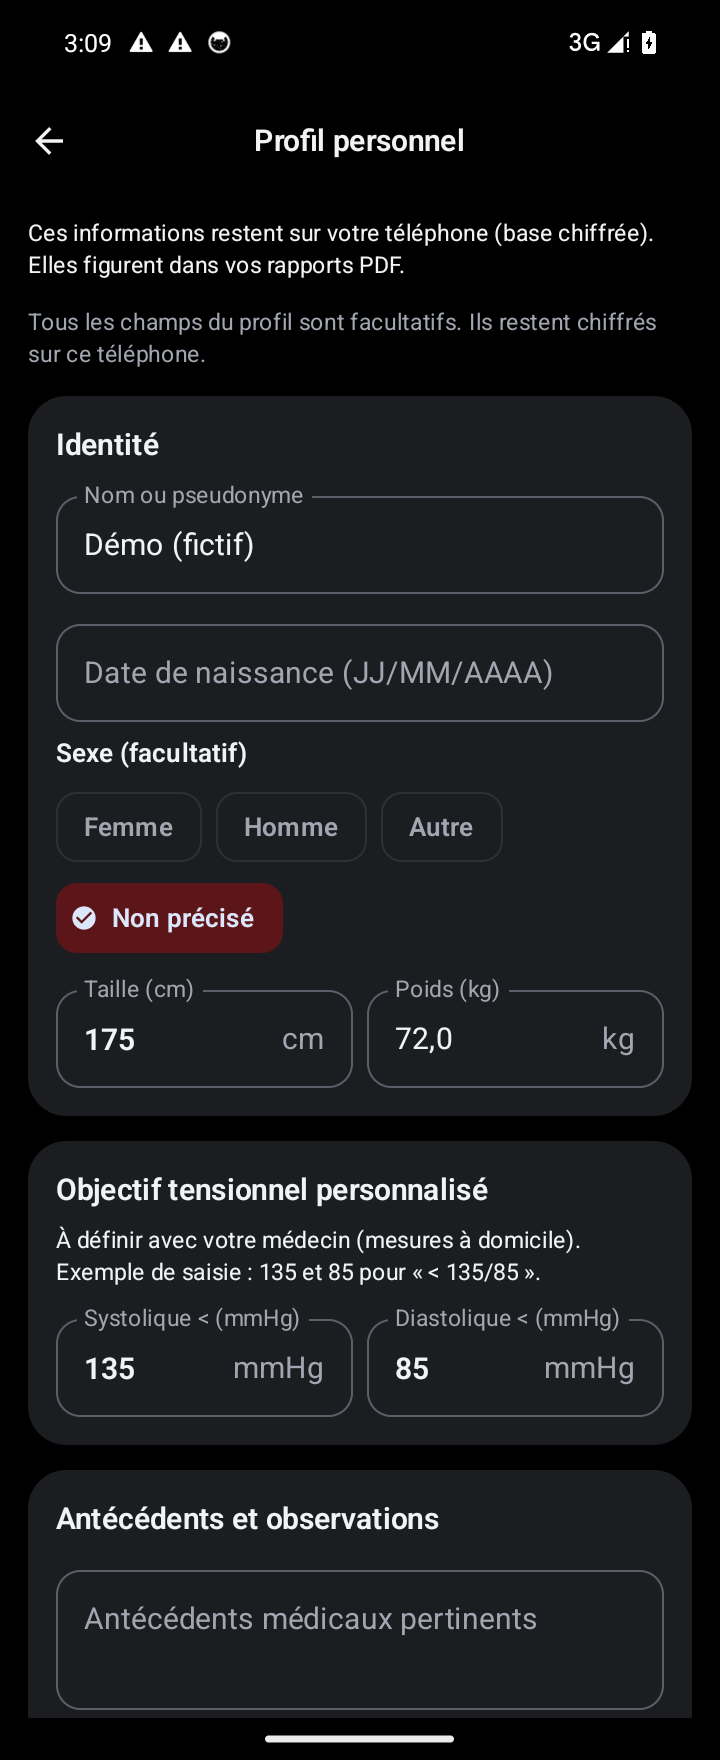 3:09
3G
Profil personnel
Ces informations restent sur votre téléphone (base chiffrée).
Elles figurent dans vos rapports PDF.
Tous les champs du profil sont facultatifs. Ils restent chiffrés
sur ce téléphone.
Identité
Nom ou pseudonyme
Démo (fictif)
Date de naissance (JJ/MM/AAAA)
Sexe (facultatif)
Femme Homme Autre
Non précisé
Taille (cm) Poids (kg)
175 cm 72,0 kg
Objectif tensionnel personnalisé
À définir avec votre médecin (mesures à domicile).
Exemple de saisie : 135 et 85 pour « < 135/85 ».
Systolique < (mmHg) Diastolique < (mmHg)
135 mmHg 85 mmHg
Antécédents et observations
Antécédents médicaux pertinents